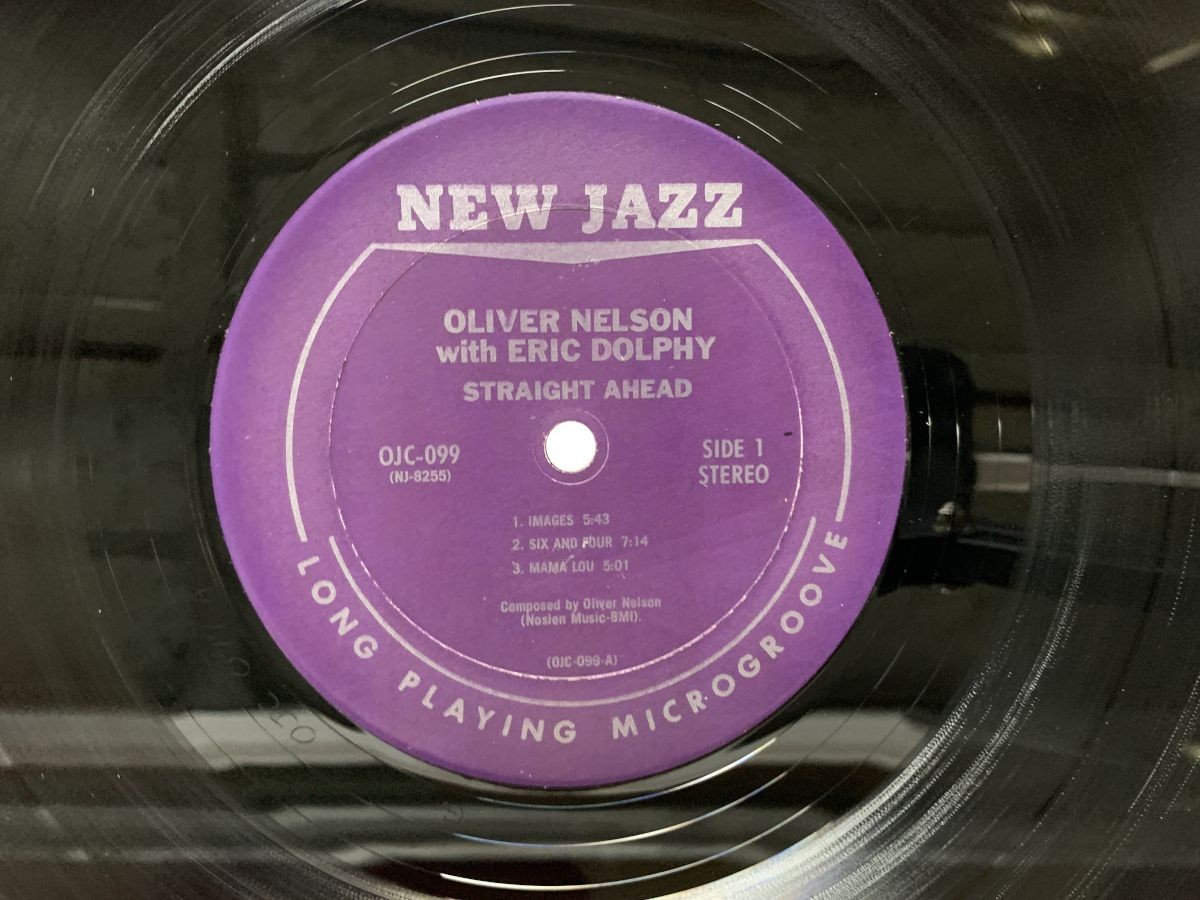 NEW JAZZ
OLIVER NELSON
with ERIC DOLPHY
STRAIGHT AHEAD
OJC-099
(NJ-8255)
SIDE 1
STEREO
1. IMAGES 5:43
2. SIX AND FOUR 7:14
3. MAMA LOU 5:01
Composed by Oliver Nelson
(Noslen Music-BMI).
(OJC-099-A)
LONG PLAYING MICROGROOVE